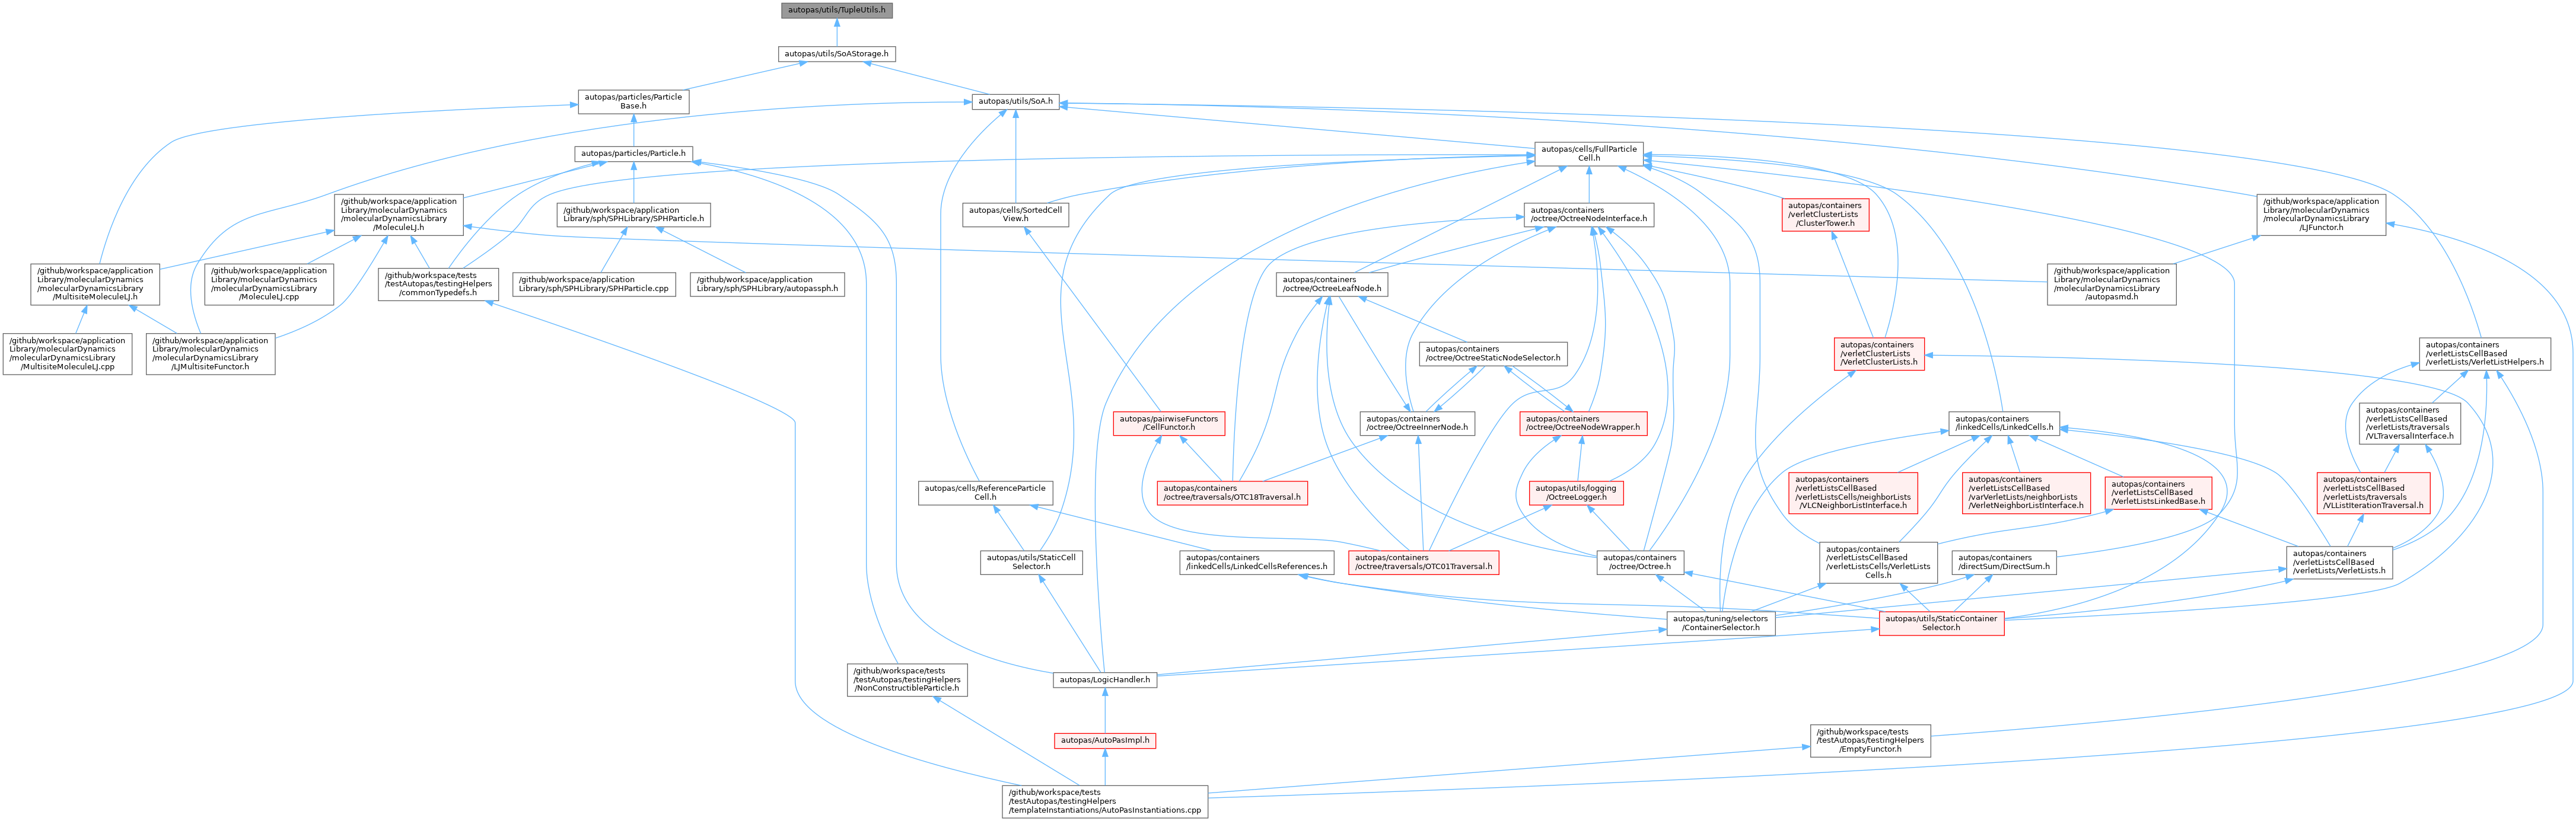 autopas/utils/TupleUtils.h
autopas/utils/SoAStorage.h
autopas/particles/Particle
Base.h
autopas/utils/SoA.h
autopas/particles/Particle.h
autopas/cells/FullParticle
Cell.h
/github/workspace/application
Library/molecularDynamics
/molecularDynamicsLibrary
/MoleculeLJ.h
/github/workspace/application
Library/sph/SPHLibrary/SPHParticle.h
autopas/cells/SortedCell
View.h
autopas/containers
/octree/OctreeNodeInterface.h
autopas/containers
/verletClusterLists
/ClusterTower.h
/github/workspace/application
Library/molecularDynamics
/molecularDynamicsLibrary
/LJFunctor.h
/github/workspace/application
Library/molecularDynamics
/molecularDynamicsLibrary
/MultisiteMoleculeLJ.h
/github/workspace/application
Library/molecularDynamics
/molecularDynamicsLibrary
/MoleculeLJ.cpp
/github/workspace/tests
/testAutopas/testingHelpers
/commonTypedefs.h
/github/workspace/application
Library/sph/SPHLibrary/SPHParticle.cpp
/github/workspace/application
Library/sph/SPHLibrary/autopassph.h
autopas/containers
/octree/OctreeLeafNode.h
/github/workspace/application
Library/molecularDynamics
/molecularDynamicsLibrary
/autopasmd.h
/github/workspace/application
Library/molecularDynamics
/molecularDynamicsLibrary
/MultisiteMoleculeLJ.cpp
/github/workspace/application
Library/molecularDynamics
/molecularDynamicsLibrary
/LJMultisiteFunctor.h
autopas/containers
/octree/OctreeStaticNodeSelector.h
autopas/containers
/verletClusterLists
/VerletClusterLists.h
autopas/containers
/verletListsCellBased
/verletLists/VerletListHelpers.h
autopas/pairwiseFunctors
/CellFunctor.h
autopas/containers
/octree/OctreeInnerNode.h
autopas/containers
/octree/OctreeNodeWrapper.h
autopas/containers
/linkedCells/LinkedCells.h
autopas/containers
/verletListsCellBased
/verletLists/traversals
/VLTraversalInterface.h
autopas/cells/ReferenceParticle
Cell.h
autopas/containers
/octree/traversals/OTC18Traversal.h
autopas/utils/logging
/OctreeLogger.h
autopas/containers
/verletListsCellBased
/verletListsCells/neighborLists
/VLCNeighborListInterface.h
autopas/containers
/verletListsCellBased
/varVerletLists/neighborLists
/VerletNeighborListInterface.h
autopas/containers
/verletListsCellBased
/VerletListsLinkedBase.h
autopas/containers
/verletListsCellBased
/verletLists/traversals
/VLListIterationTraversal.h
autopas/utils/StaticCell
Selector.h
autopas/containers
/linkedCells/LinkedCellsReferences.h
autopas/containers
/octree/traversals/OTC01Traversal.h
autopas/containers
/octree/Octree.h
autopas/containers
/verletListsCellBased
/verletListsCells/VerletLists
Cells.h
autopas/containers
/directSum/DirectSum.h
autopas/containers
/verletListsCellBased
/verletLists/VerletLists.h
autopas/tuning/selectors
/ContainerSelector.h
autopas/utils/StaticContainer
Selector.h
/github/workspace/tests
/testAutopas/testingHelpers
/NonConstructibleParticle.h
autopas/LogicHandler.h
autopas/AutoPasImpl.h
/github/workspace/tests
/testAutopas/testingHelpers
/EmptyFunctor.h
/github/workspace/tests
/testAutopas/testingHelpers
/templateInstantiations/AutoPasInstantiations.cpp